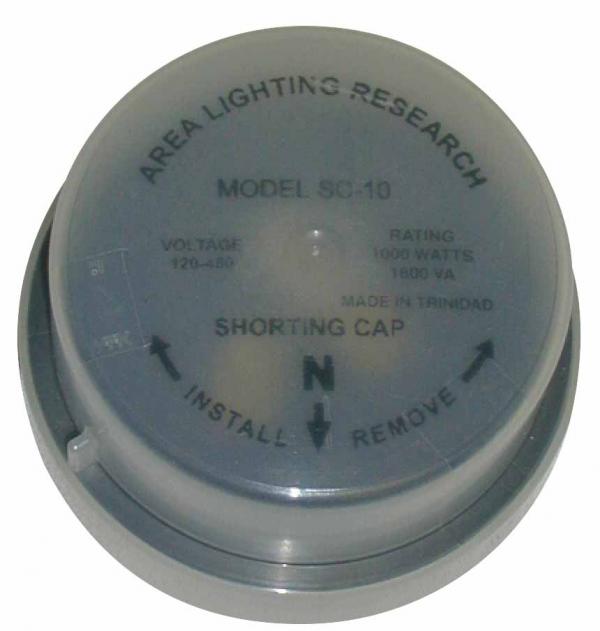 AREA LIGHTING RESEARCH
MODEL SC-10
VOLTAGE
120-480
RATING
1000 WATTS
1800 VA
MADE IN TRINIDAD
SHORTING CAP
N
INSTALL
REMOVE